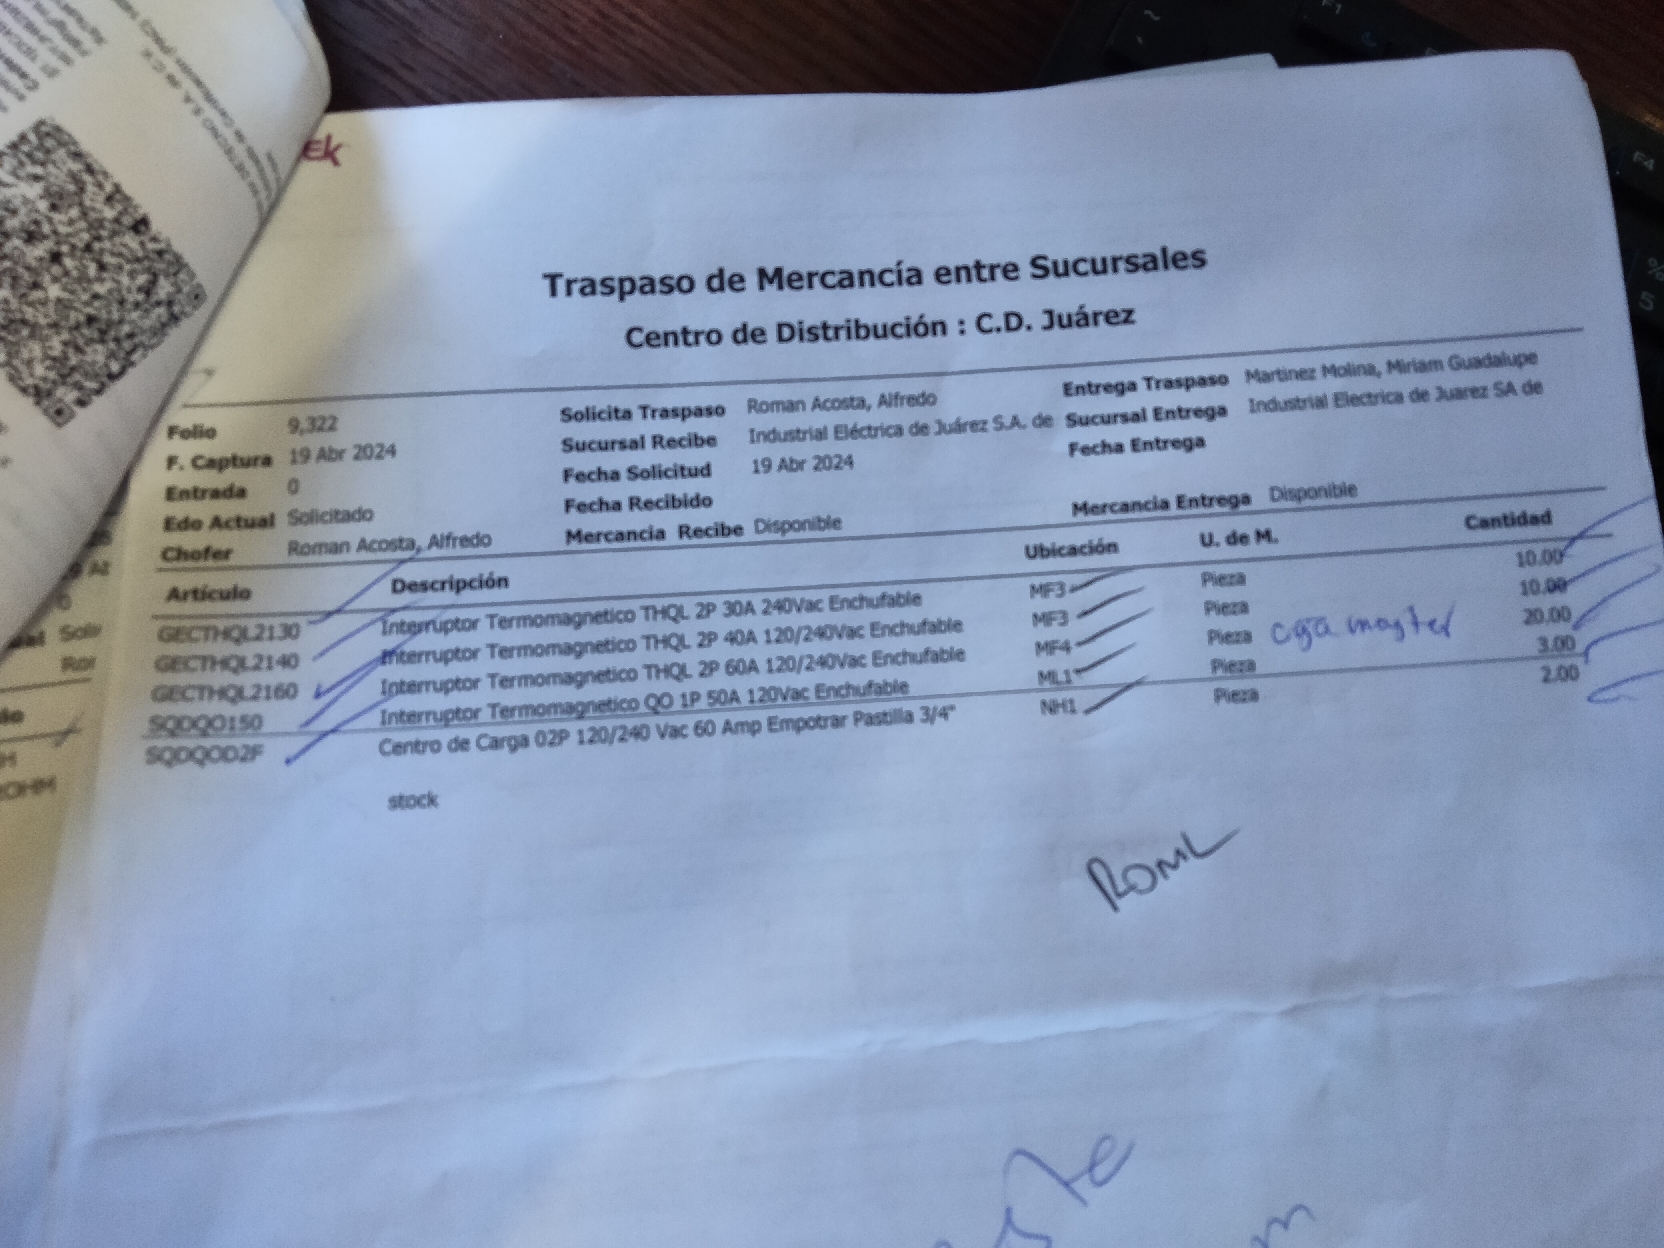 Traspaso de Mercancía entre Sucursales
Centro de Distribución : C.D. Juárez
Folio 9,322 Solicita Traspaso Roman Acosta, Alfredo Entrega Traspaso Martinez Molina, Miriam Guadalupe
F. Captura 19 Abr 2024 Sucursal Recibe Industrial Eléctrica de Juárez S.A. de Sucursal Entrega Industrial Electrica de Juarez SA de
Entrada 0 Fecha Solicitud 19 Abr 2024 Fecha Entrega
Edo Actual Solicitado Fecha Recibido
Chofer Roman Acosta, Alfredo Mercancia Recibe Disponible Mercancia Entrega Disponible
Artículo Descripción Ubicación U. de M. Cantidad
GECTHQL2130 Interruptor Termomagnetico THQL 2P 30A 240Vac Enchufable MF3 Pieza 10.00
GECTHQL2140 Interruptor Termomagnetico THQL 2P 40A 120/240Vac Enchufable MF3 Pieza 10.00
GECTHQL2160 Interruptor Termomagnetico THQL 2P 60A 120/240Vac Enchufable MF4 Pieza 20.00
SQDQO150 Interruptor Termomagnetico QO 1P 50A 120Vac Enchufable ML1 Pieza 3.00
SQDQOD2F Centro de Carga 02P 120/240 Vac 60 Amp Empotrar Pastilla 3/4" NH1 Pieza 2.00
stock